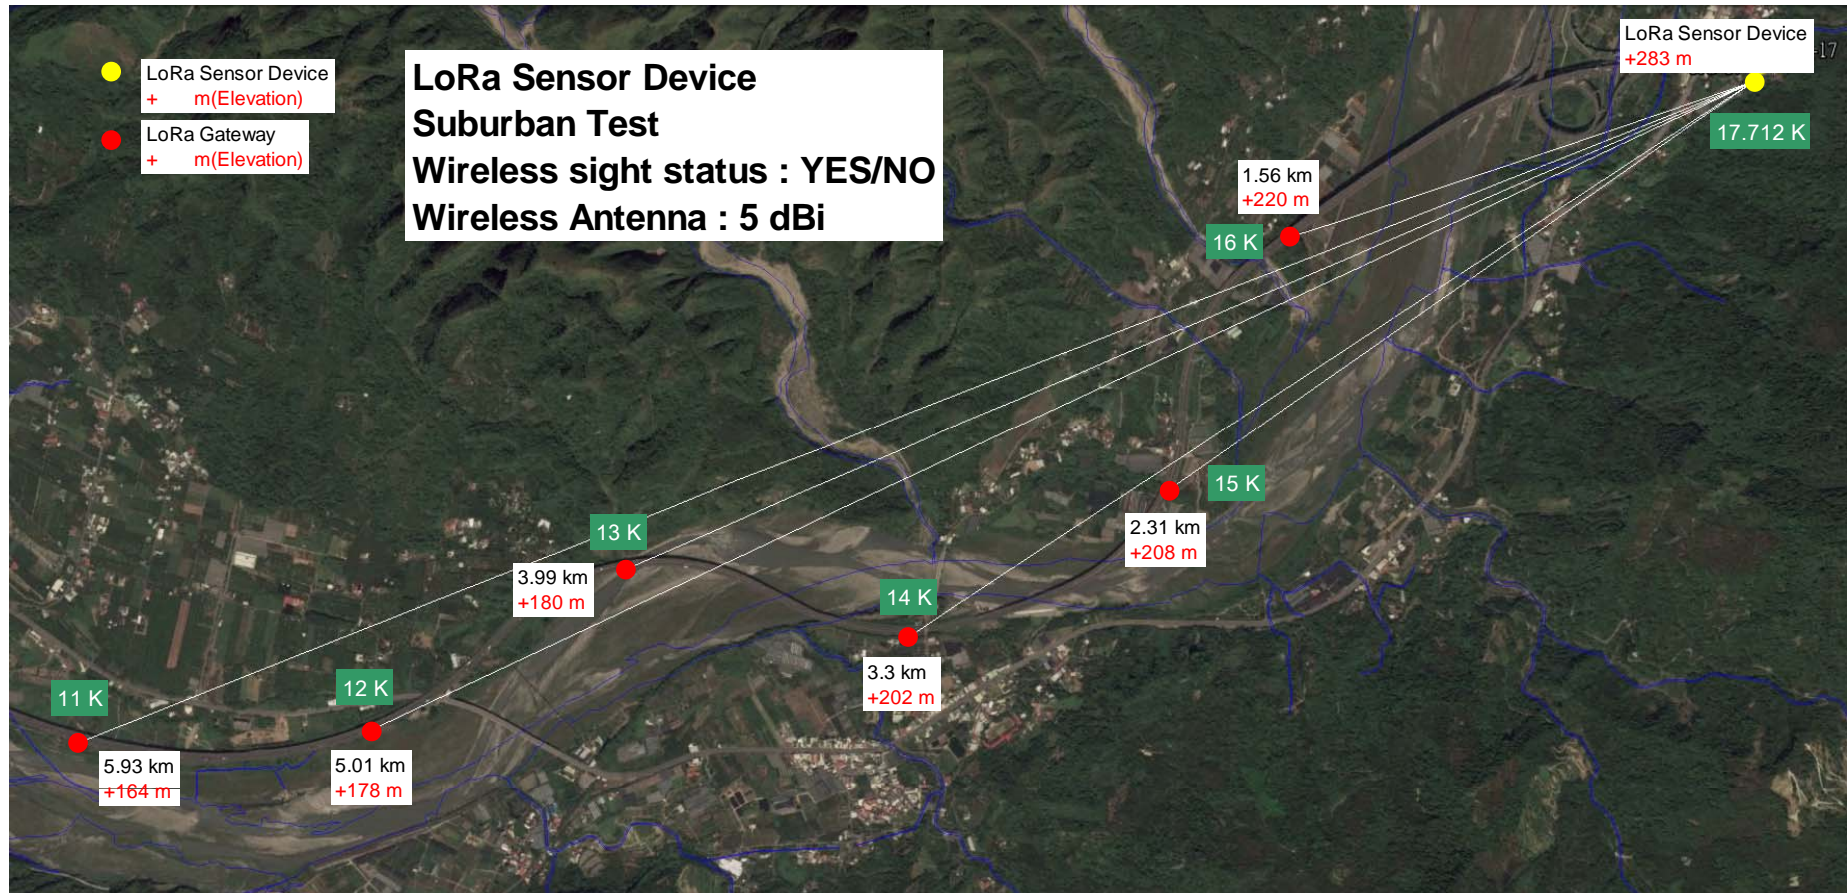 LoRa Sensor Device
+ m(Elevation)
LoRa Gateway
+ m(Elevation)
LoRa Sensor Device
Suburban Test
Wireless sight status : YES/NO
Wireless Antenna : 5 dBi
LoRa Sensor Device
+283 m
-17
17.712 K
1.56 km
+220 m
16 K
15 K
2.31 km
+208 m
13 K
3.99 km
+180 m
14 K
3.3 km
+202 m
12 K
5.01 km
+178 m
11 K
5.93 km
+164 m